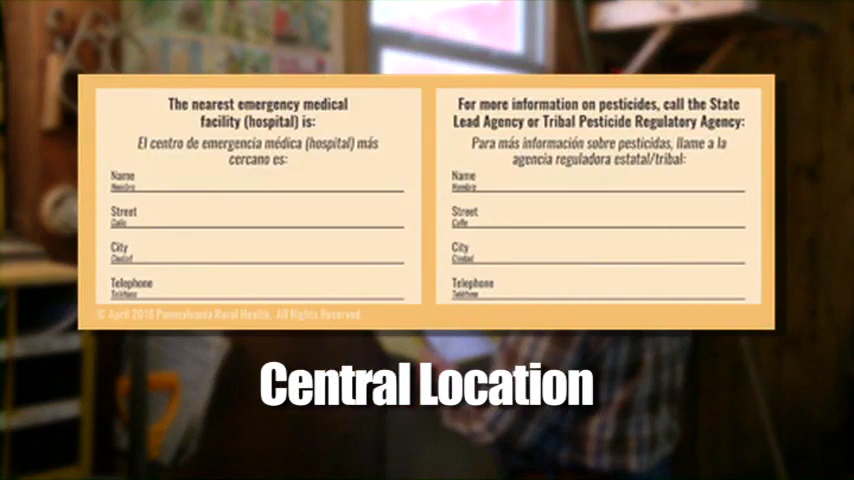 The nearest emergency medical
facility (hospital) is:
El centro de emergencia médica (hospital) más
cercano es:
Name
Nombre
Street
Calle
City
Ciudad
Telephone
Teléfono
© April 2016 Pennsylvania Rural Health. All Rights Reserved.
For more information on pesticides, call the State
Lead Agency or Tribal Pesticide Regulatory Agency:
Para más información sobre pesticidas, llame a la
agencia reguladora estatal/tribal:
Name
Nombre
Street
Calle
City
Ciudad
Telephone
Teléfono
Central Location